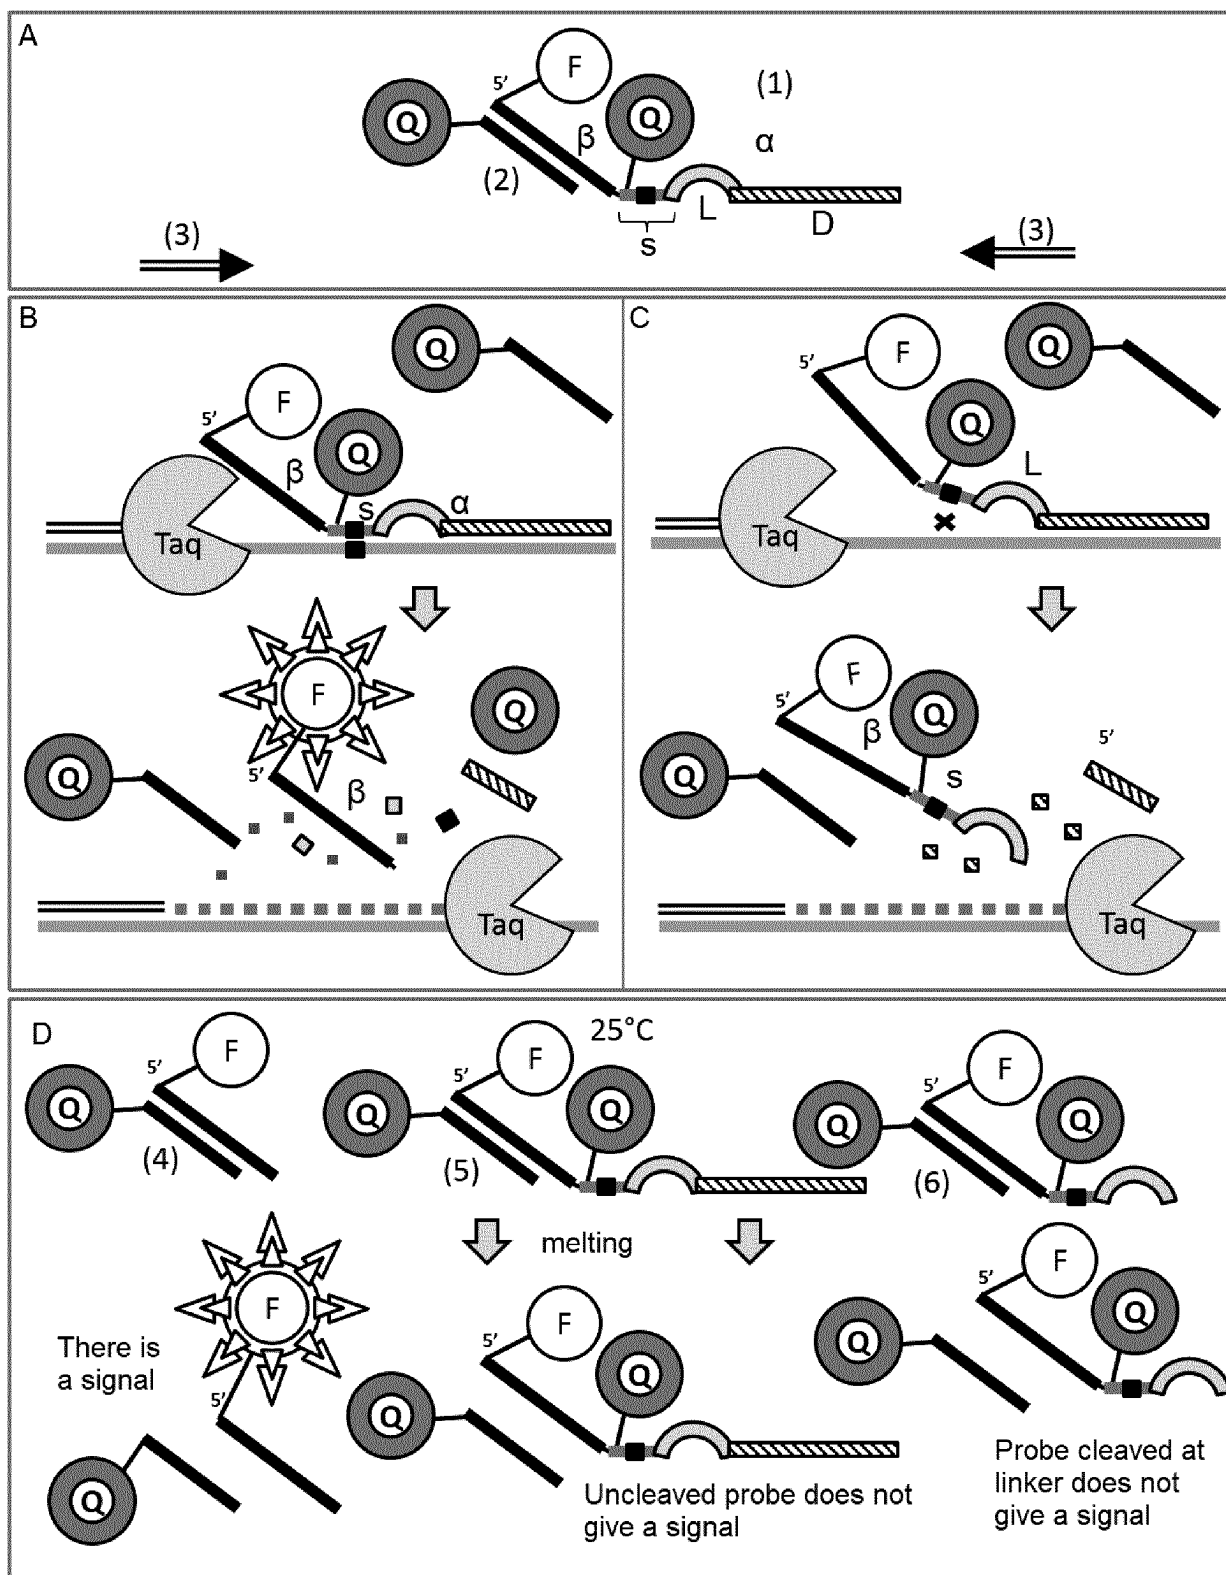 A
F
(1)
5'
Q
Q
β
α
(2)
L
D
s
(3)
(3)
B
Q
F
5'
Q
β
s
α
Taq
F
Q
Q
5'
β
Taq
C
F
Q
5'
Q
L
Taq
F
Q
5'
β
5'
Q
s
Taq
D
25°C
F
F
F
5'
5'
5'
Q
Q
Q
Q
Q
(4)
(5)
(6)
melting
F
F
F
5'
5'
Q
Q
Q
There is
a signal
5'
Q
Q
Uncleaved probe does not
give a signal
Probe cleaved at
linker does not
give a signal